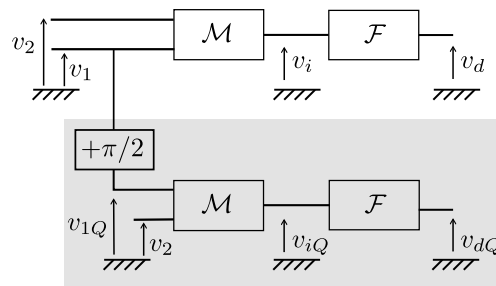 M F
v_2 v_1 v_i v_d
+π/2
M F
v_{1Q} v_2 v_{iQ} v_{dQ}